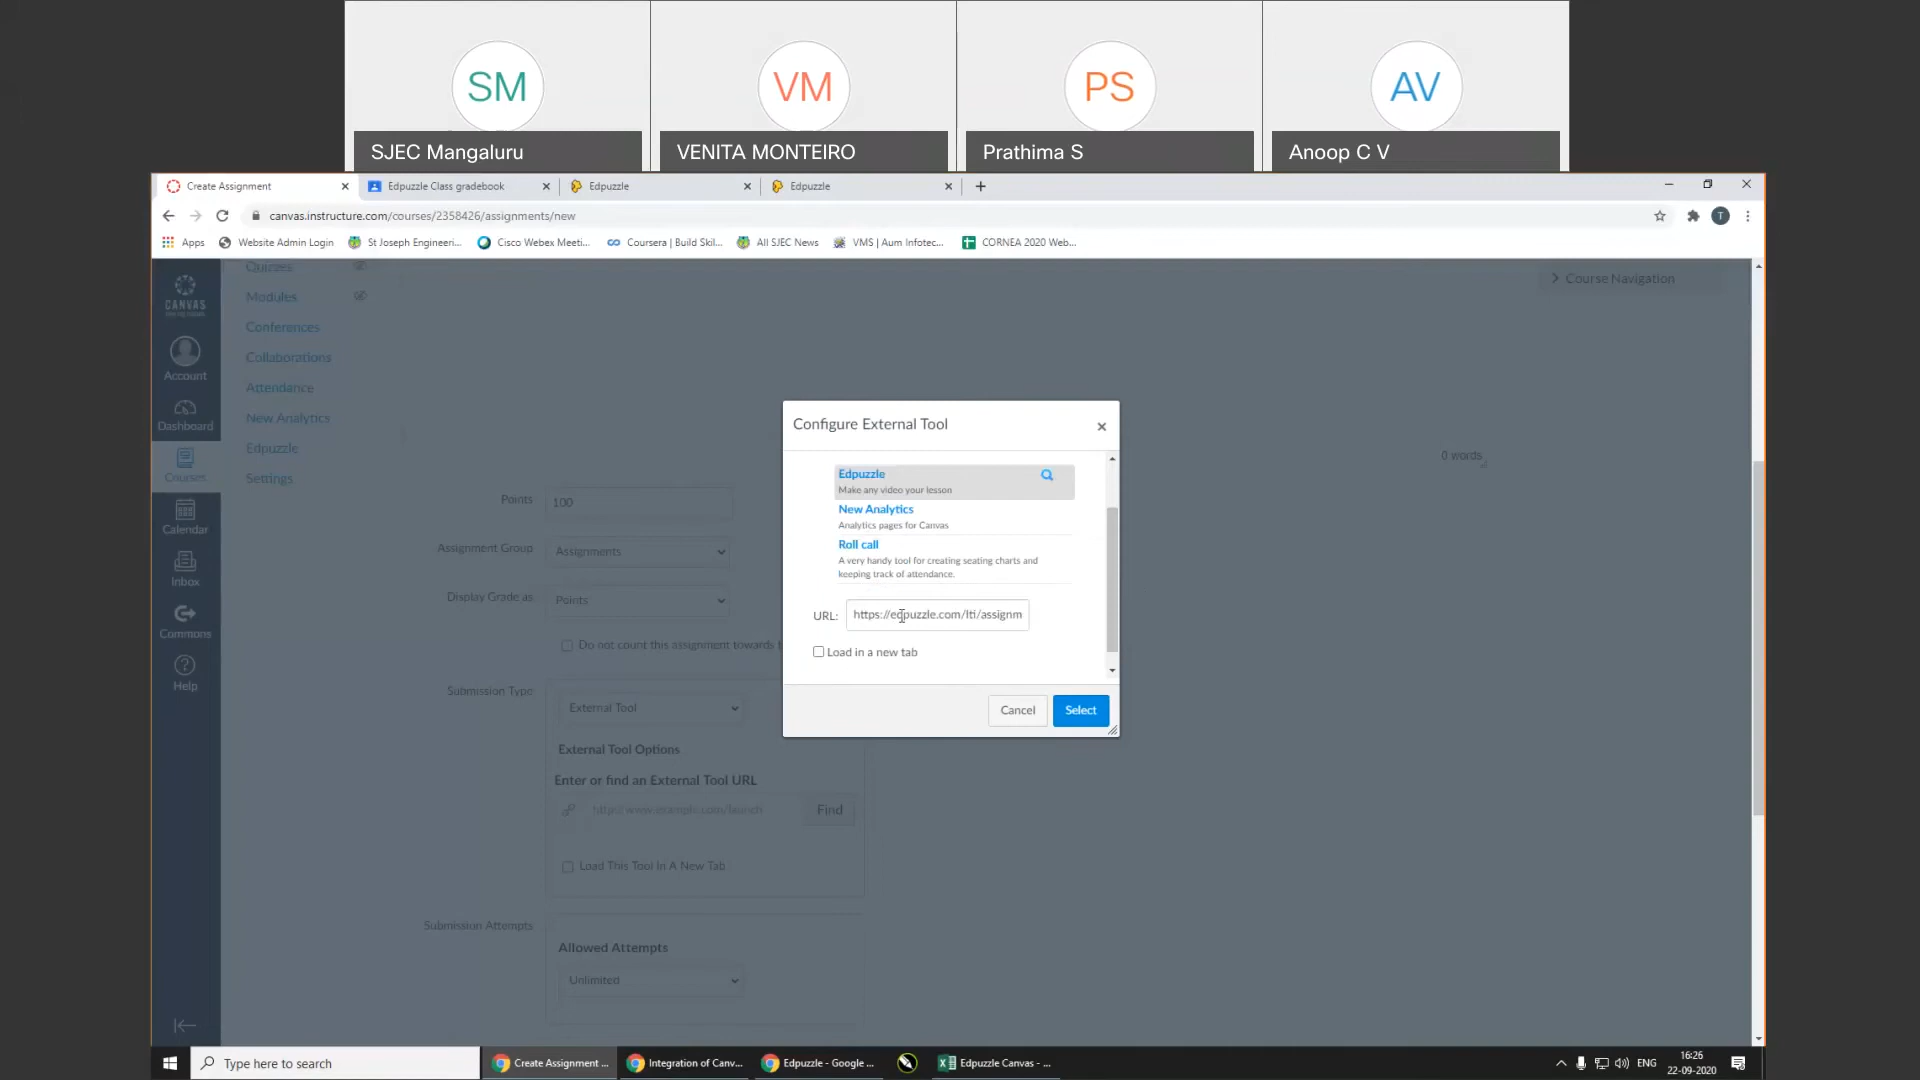 SM
VM
PS
AV
SJEC Mangaluru
VENITA MONTEIRO
Prathima S
Anoop C V
Create Assignment
Edpuzzle Class gradebook
Edpuzzle
Edpuzzle
canvas.instructure.com/courses/2358426/assignments/new
T
Apps
Website Admin Login
St Joseph Engineeri...
Cisco Webex Meeti...
Coursera | Build Skil...
All SJEC News
VMS | Aum Infotec...
CORNEA 2020 Web...
CANVAS
Account
Dashboard
Courses
Calendar
Inbox
Commons
Help
Quizzes
Modules
Conferences
Collaborations
Attendance
New Analytics
Edpuzzle
Settings
Course Navigation
0 words
Points
100
Assignment Group
Assignments
Display Grade as
Points
Do not count this assignment towards t
Submission Type
External Tool
External Tool Options
Enter or find an External Tool URL
http://www.example.com/launch
Find
Load This Tool In A New Tab
Submission Attempts
Allowed Attempts
Unlimited
Configure External Tool
Edpuzzle
Make any video your lesson
New Analytics
Analytics pages for Canvas
Roll call
A very handy tool for creating seating charts and
keeping track of attendance.
URL:
https://edpuzzle.com/lti/assignm
Load in a new tab
Cancel
Select
Type here to search
Create Assignment ...
Integration of Canv...
Edpuzzle - Google ...
Edpuzzle Canvas - ...
ENG
16:26
22-09-2020